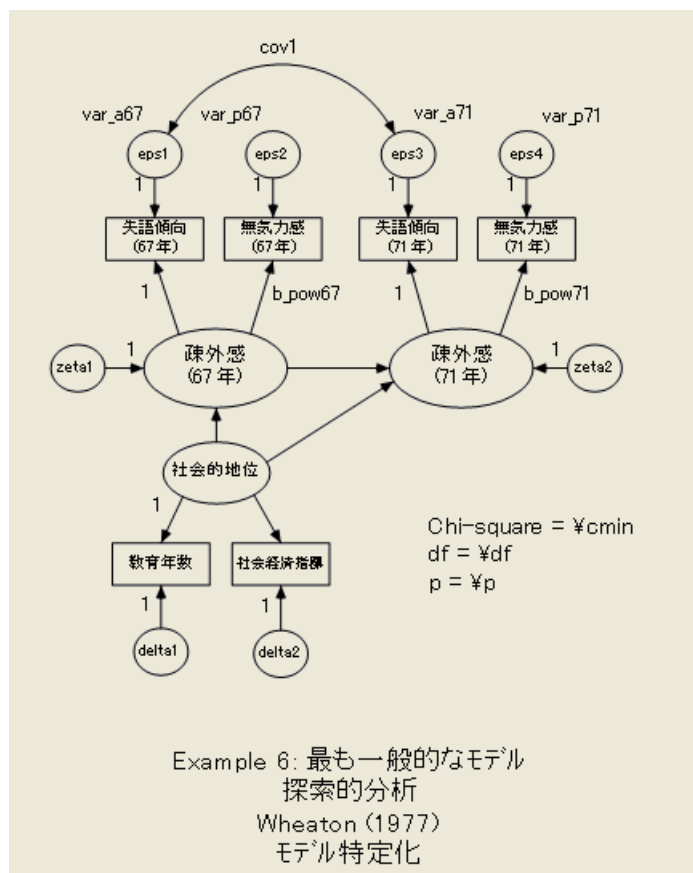 cov1
var_a67
var_p67
var_a71
var_p71
eps1
eps2
eps3
eps4
1
1
1
1
失語傾向
(67年)
無気力感
(67年)
失語傾向
(71年)
無気力感
(71年)
1
b_pow67
1
b_pow71
zeta1
1
疎外感
(67年)
疎外感
(71年)
1
zeta2
社会的地位
1
教育年数
社会経済指標
1
1
delta1
delta2
Chi-square = ¥cmin
df = ¥df
p = ¥p
Example 6: 最も一般的なモデル
探索的分析
Wheaton (1977)
モデル特定化